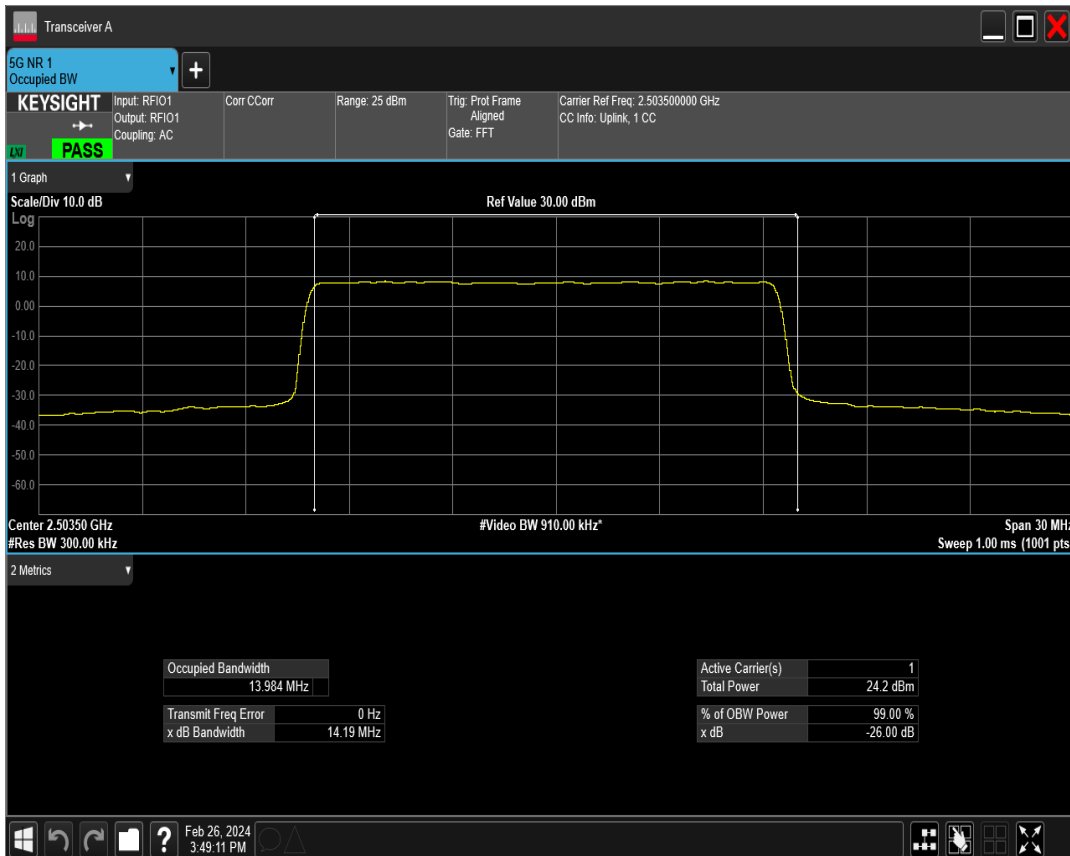 Transceiver A
5G NR 1
Occupied BW
+
KEYSIGHT
LXI
PASS
Input: RFIO1
Output: RFIO1
Coupling: AC
Corr CCorr
Range: 25 dBm
Trig: Prot Frame
Aligned
Gate: FFT
Carrier Ref Freq: 2.503500000 GHz
CC Info: Uplink, 1 CC
1 Graph
Scale/Div 10.0 dB
Ref Value 30.00 dBm
Log
20.0
10.0
0.00
-10.0
-20.0
-30.0
-40.0
-50.0
-60.0
Center 2.50350 GHz
#Video BW 910.00 kHz*
Span 30 MHz
#Res BW 300.00 kHz
Sweep 1.00 ms (1001 pts
2 Metrics
Occupied Bandwidth
13.984 MHz
Transmit Freq Error 0 Hz
x dB Bandwidth 14.19 MHz
Active Carrier(s) 1
Total Power 24.2 dBm
% of OBW Power 99.00 %
x dB -26.00 dB
?
Feb 26, 2024
3:49:11 PM